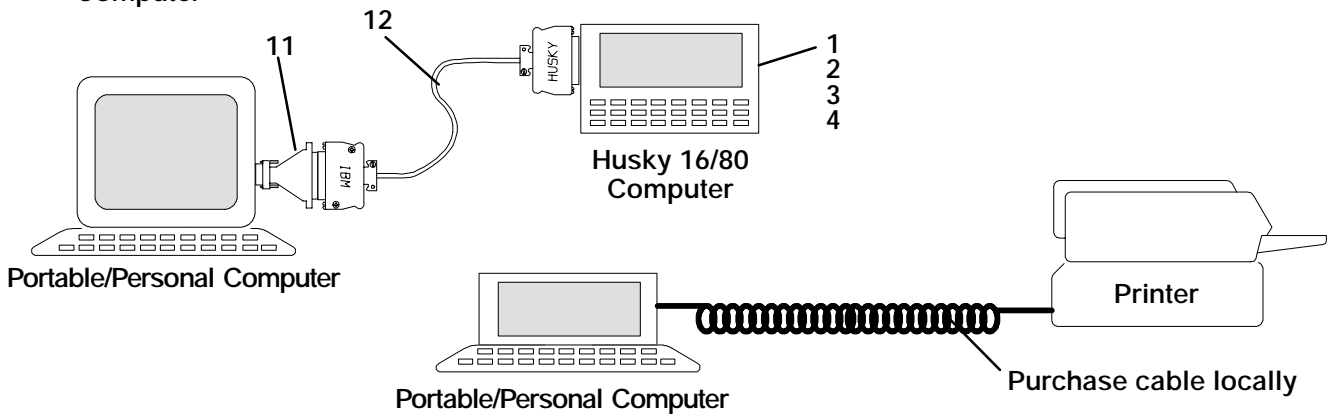 Computer
12
11
HUSKY
1
2
3
4
IBM
Husky 16/80
Computer
Portable/Personal Computer
Printer
Purchase cable locally
Portable/Personal Computer